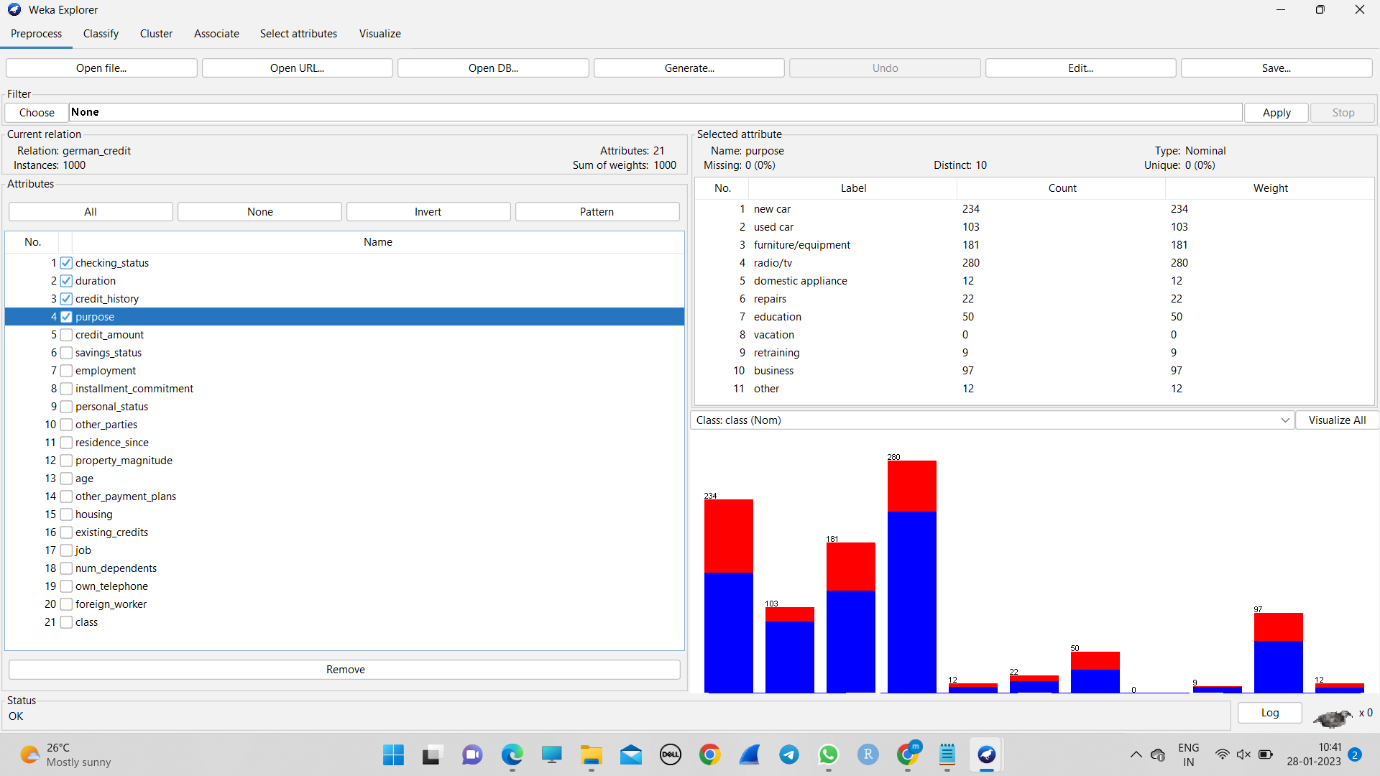 Weka Explorer
Preprocess Classify Cluster Associate Select attributes Visualize
Open file... Open URL... Open DB... Generate... Undo Edit... Save...
Filter
Choose None Apply Stop
Current relation
Relation: german_credit Attributes: 21
Instances: 1000 Sum of weights: 1000
Attributes
All None Invert Pattern
No. Name
1 checking_status
2 duration
3 credit_history
4 purpose
5 credit_amount
6 savings_status
7 employment
8 installment_commitment
9 personal_status
10 other_parties
11 residence_since
12 property_magnitude
13 age
14 other_payment_plans
15 housing
16 existing_credits
17 job
18 num_dependents
19 own_telephone
20 foreign_worker
21 class
Remove
Selected attribute
Name: purpose Type: Nominal
Missing: 0 (0%) Distinct: 10 Unique: 0 (0%)
No. Label Count Weight
1 new car 234 234
2 used car 103 103
3 furniture/equipment 181 181
4 radio/tv 280 280
5 domestic appliance 12 12
6 repairs 22 22
7 education 50 50
8 vacation 0 0
9 retraining 9 9
10 business 97 97
11 other 12 12
Class: class (Nom) Visualize All
234 103 181 280 12 22 50 0 9 97 12
Status
OK Log x 0
26°C
Mostly sunny
DELL
R
m
ENG
IN
10:41
28-01-2023
2